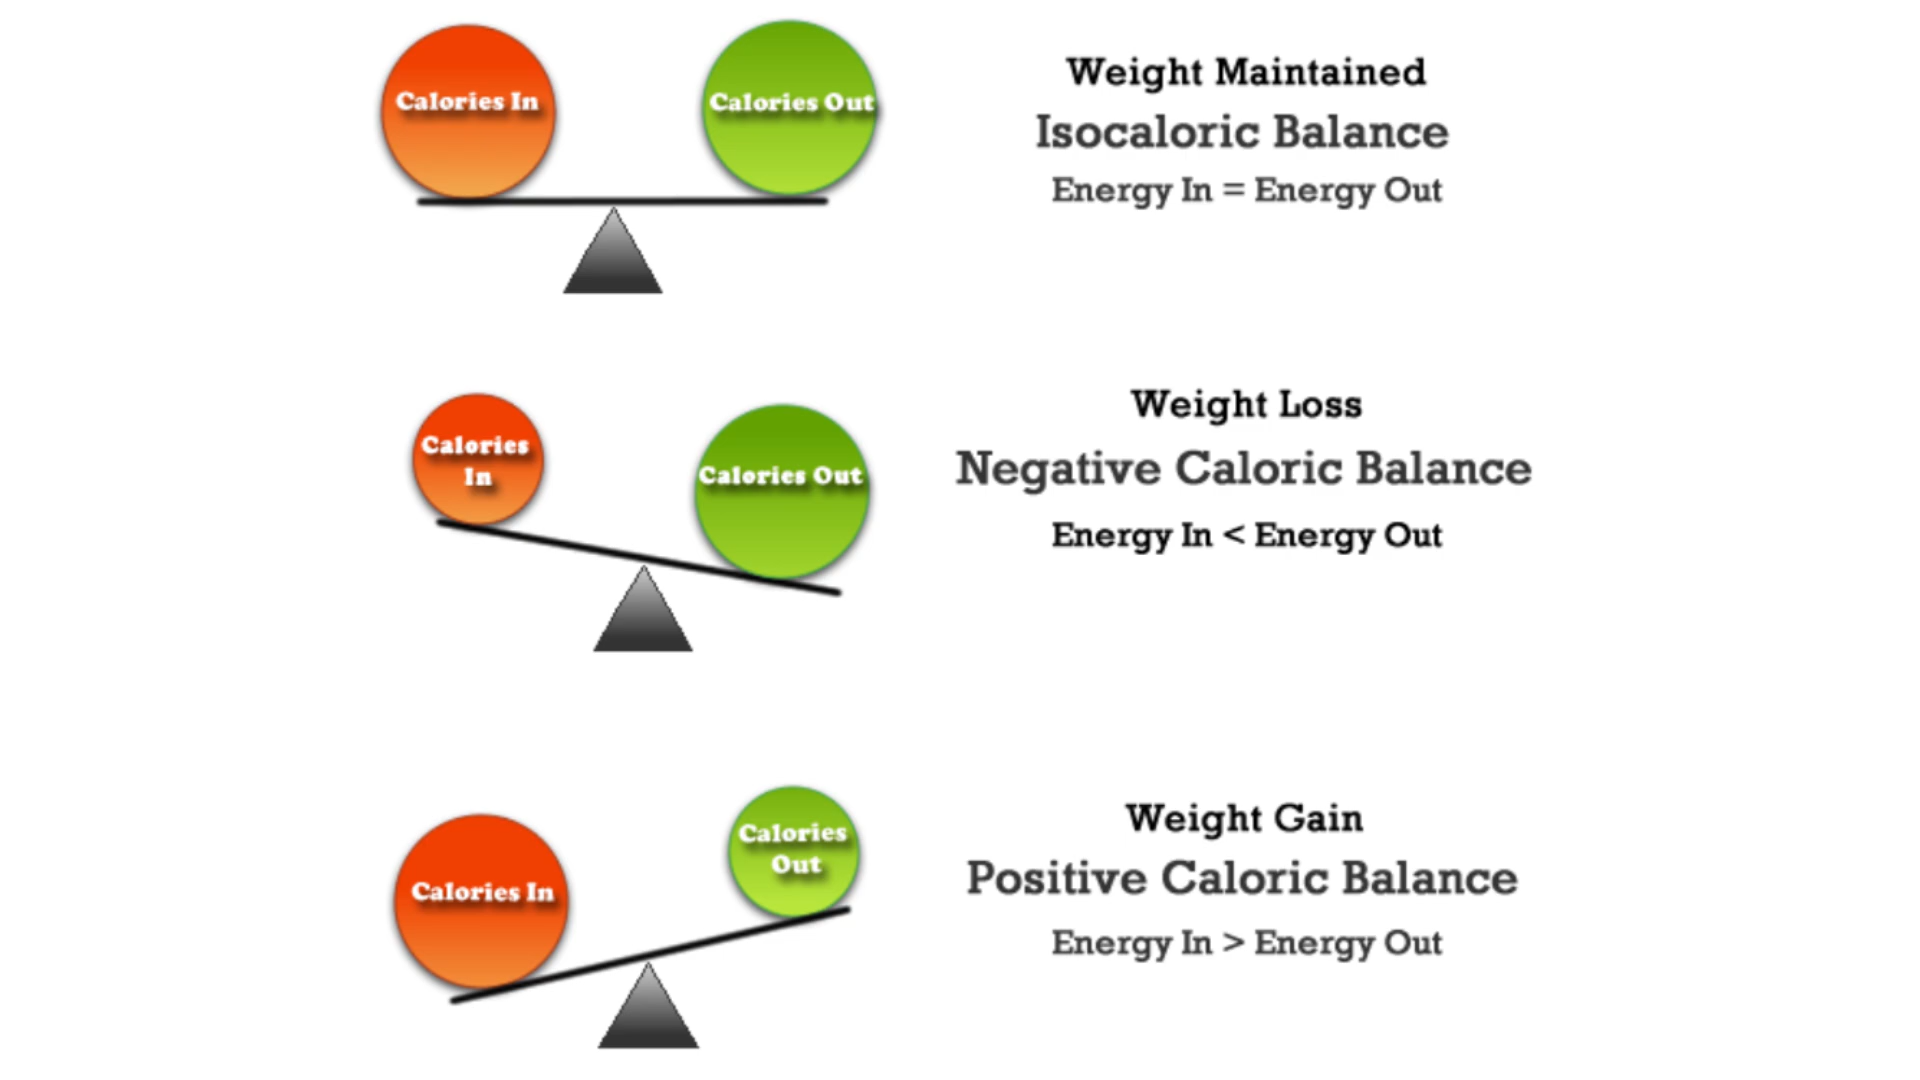 Calories In
Calories Out
Weight Maintained
Isocaloric Balance
Energy In = Energy Out
Calories
In
Calories Out
Weight Loss
Negative Caloric Balance
Energy In < Energy Out
Calories In
Calories
Out
Weight Gain
Positive Caloric Balance
Energy In > Energy Out